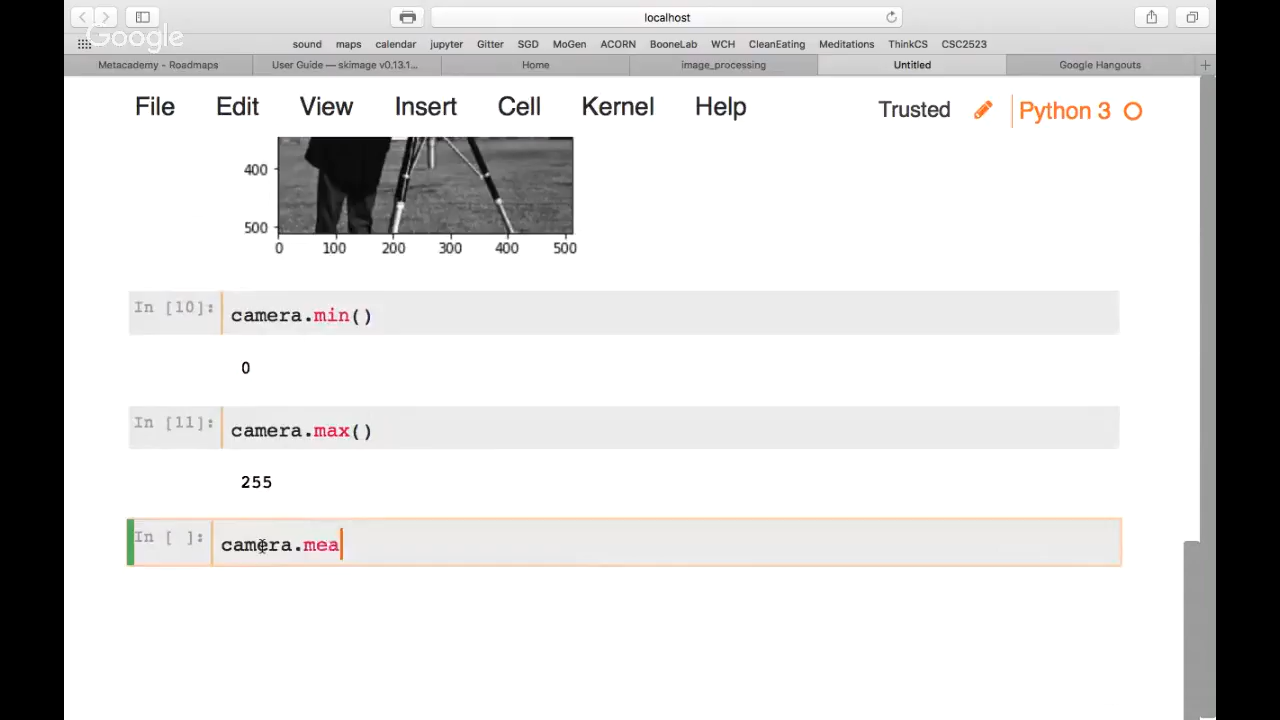 localhost
Google
sound maps calendar jupyter Gitter SGD MoGen ACORN BooneLab WCH CleanEating Meditations ThinkCS CSC2523
Metacademy - Roadmaps User Guide — skimage v0.13.1... Home image_processing Untitled Google Hangouts +
File Edit View Insert Cell Kernel Help Trusted Python 3
400
500
0 100 200 300 400 500
In [10]: camera.min()
0
In [11]: camera.max()
255
In [ ]: camera.mea